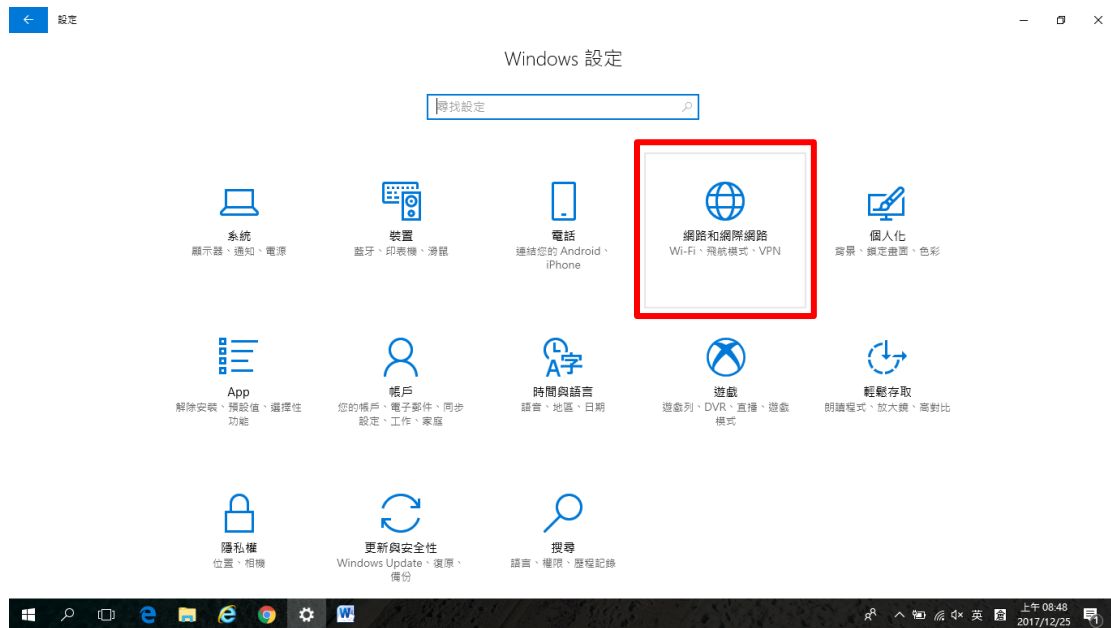 設定
Windows 設定
尋找設定
系統
顯示器、通知、電源
裝置
藍牙、印表機、滑鼠
電話
連結您的 Android、
iPhone
網路和網際網路
Wi-Fi、飛航模式、VPN
個人化
背景、鎖定畫面、色彩
App
解除安裝、預設值、選擇性
功能
帳戶
您的帳戶、電子郵件、同步
設定、工作、家庭
時間與語言
語音、地區、日期
遊戲
遊戲列、DVR、直播、遊戲
模式
輕鬆存取
朗讀程式、放大鏡、高對比
隱私權
位置、相機
更新與安全性
Windows Update、復原、
備份
搜尋
語言、權限、歷程記錄
英
倉
上午 08:48
2017/12/25
1